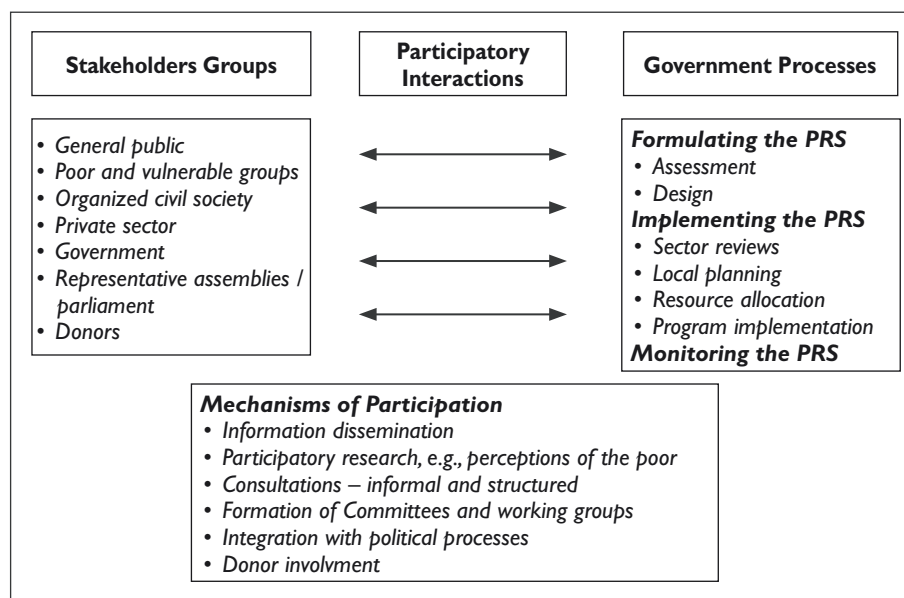 Stakeholders Groups
Participatory
Interactions
Government Processes
• General public
• Poor and vulnerable groups
• Organized civil society
• Private sector
• Government
• Representative assemblies /
parliament
• Donors
Formulating the PRS
• Assessment
• Design
Implementing the PRS
• Sector reviews
• Local planning
• Resource allocation
• Program implementation
Monitoring the PRS
Mechanisms of Participation
• Information dissemination
• Participatory research, e.g., perceptions of the poor
• Consultations – informal and structured
• Formation of Committees and working groups
• Integration with political processes
• Donor involvment